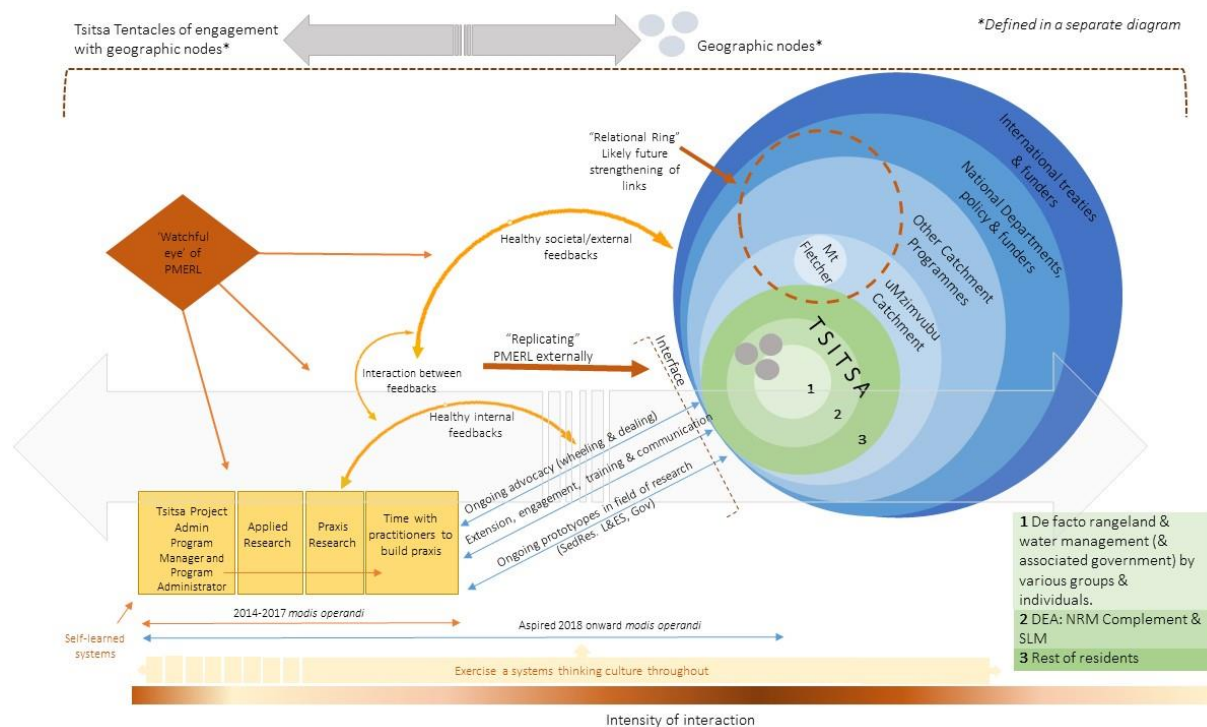 Tsitsa Tentacles of engagement
with geographic nodes*
Geographic nodes*
*Defined in a separate diagram
"Relational Ring"
Likely future
strengthening of
links
International treaties
& funders
National Departments,
policy & funders
Other Catchment
Programmes
uMzimvubu
Catchment
Mt
Fletcher
TSITSA
1
2
3
'Watchful
eye' of
PMERL
Healthy societal/external
feedbacks
"Replicating"
PMERL externally
Interface
Interaction between
feedbacks
Healthy internal
feedbacks
Ongoing advocacy (wheeling & dealing)
Extension, engagement, training & communication
Ongoing prototyopes in field of research
(SedRes. L&ES, Gov)
Tsitsa Project
Admin
Program
Manager and
Program
Administrator
Applied
Research
Praxis
Research
Time with
practitioners to
build praxis
1 De facto rangeland &
water management (&
associated government) by
various groups &
individuals.
2 DEA: NRM Complement &
SLM
3 Rest of residents
2014-2017 modis operandi
Self-learned
systems
Aspired 2018 onward modis operandi
Exercise a systems thinking culture throughout
Intensity of interaction